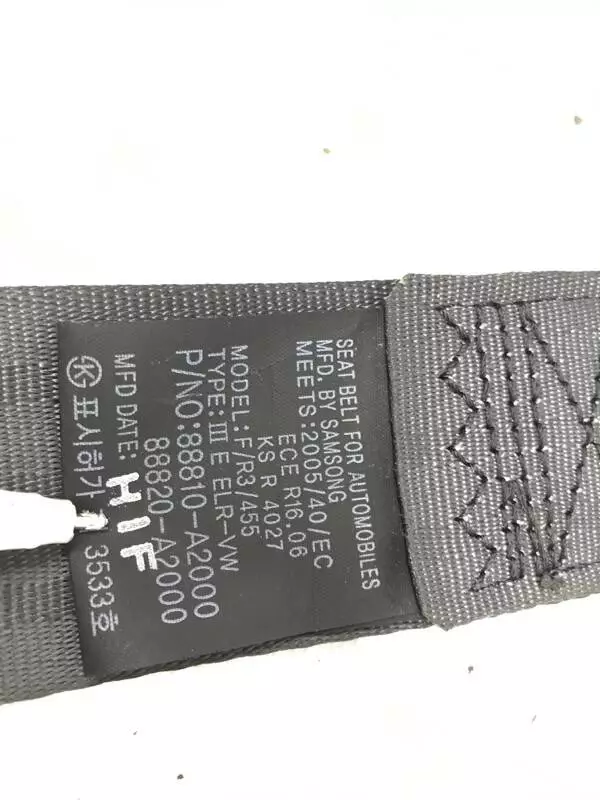 SEAT BELT FOR AUTOMOBILES
MFD. BY SAMSONG
MEETS:2005/40/EC
ECE R16.06
KS R 4027
MODEL:F/R3/455
TYPE:III E ELR-VW
P/NO:88810-A2000
88820-A2000
MFD DATE: HIF
㉿표시허가 3533호